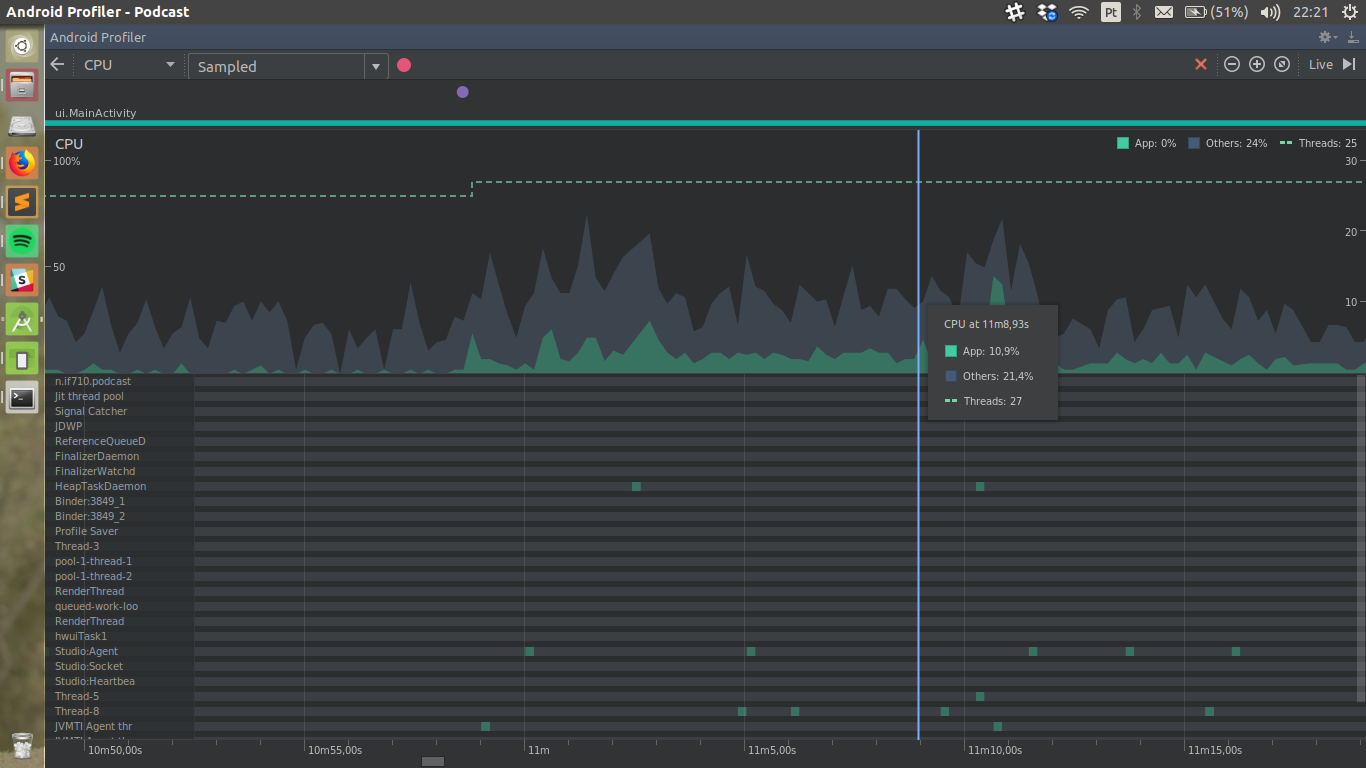 Android Profiler - Podcast
Pt
(51%)
22:21
Android Profiler
CPU
Sampled
Live
ui.MainActivity
CPU
App: 0%
Others: 24%
Threads: 25
100%
30
20
50
10
CPU at 11m8,93s
App: 10,9%
Others: 21,4%
Threads: 27
n.if710.podcast
Jit thread pool
Signal Catcher
JDWP
ReferenceQueueD
FinalizerDaemon
FinalizerWatchd
HeapTaskDaemon
Binder:3849_1
Binder:3849_2
Profile Saver
Thread-3
pool-1-thread-1
pool-1-thread-2
RenderThread
queued-work-loo
RenderThread
hwuiTask1
Studio:Agent
Studio:Socket
Studio:Heartbea
Thread-5
Thread-8
JVMTI Agent thr
10m50,00s
10m55,00s
11m
11m5,00s
11m10,00s
11m15,00s